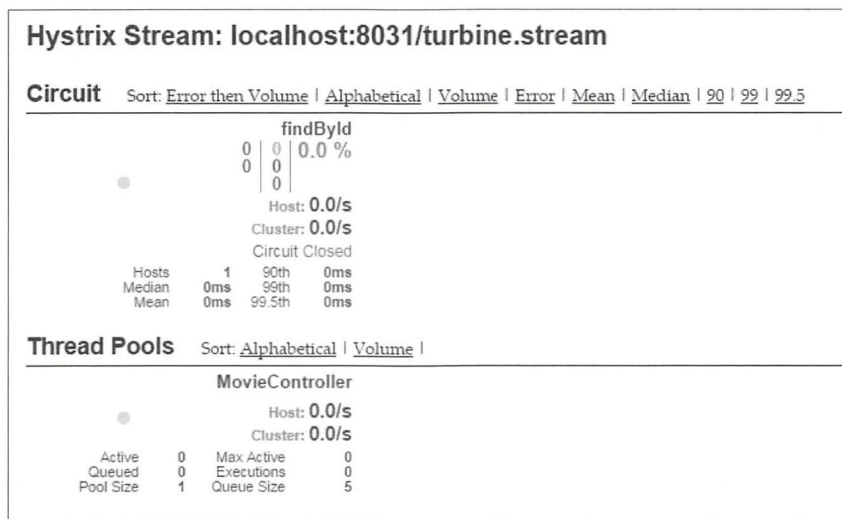 Hystrix Stream: localhost:8031/turbine.stream
Circuit Sort: Error then Volume | Alphabetical | Volume | Error | Mean | Median | 90 | 99 | 99.5
findById
0 | 0 | 0.0 %
0 | 0
0
Host: 0.0/s
Cluster: 0.0/s
Circuit Closed
Hosts 1 90th 0ms
Median 0ms 99th 0ms
Mean 0ms 99.5th 0ms
Thread Pools Sort: Alphabetical | Volume |
MovieController
Host: 0.0/s
Cluster: 0.0/s
Active 0 Max Active 0
Queued 0 Executions 0
Pool Size 1 Queue Size 5